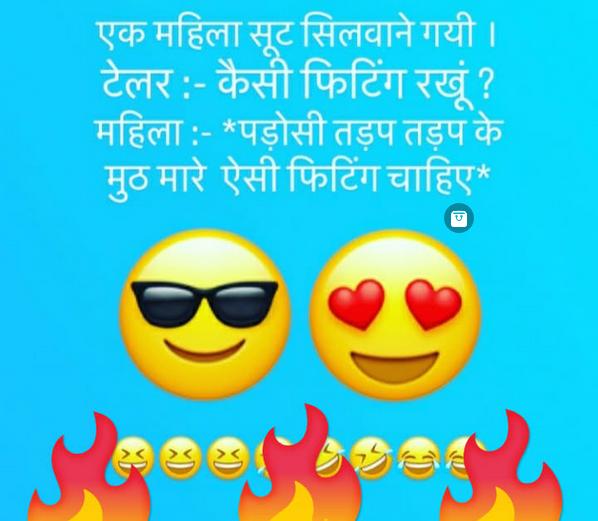 एक महिला सूट सिलवाने गयी ।
टेलर :- कैसी फिटिंग रखूं ?
महिला :- *पड़ोसी तड़प तड़प के
मुठ मारे ऐसी फिटिंग चाहिए*